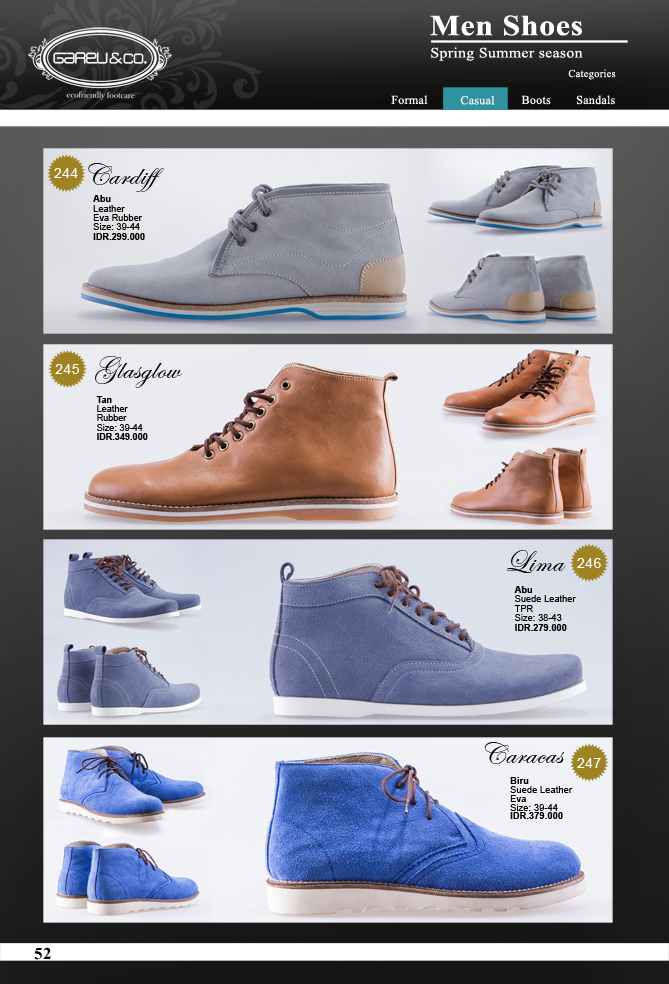 GAREU&CO.
ecofriendly footcare
Men Shoes
Spring Summer season
Categories
Formal Casual Boots Sandals
244 Cardiff
Abu
Leather
Eva Rubber
Size: 39-44
IDR.299.000
245 Glasglow
Tan
Leather
Rubber
Size: 39-44
IDR.349.000
Lima 246
Abu
Suede Leather
TPR
Size: 38-43
IDR.279.000
Caracas 247
Biru
Suede Leather
Eva
Size: 39-44
IDR.379.000
52